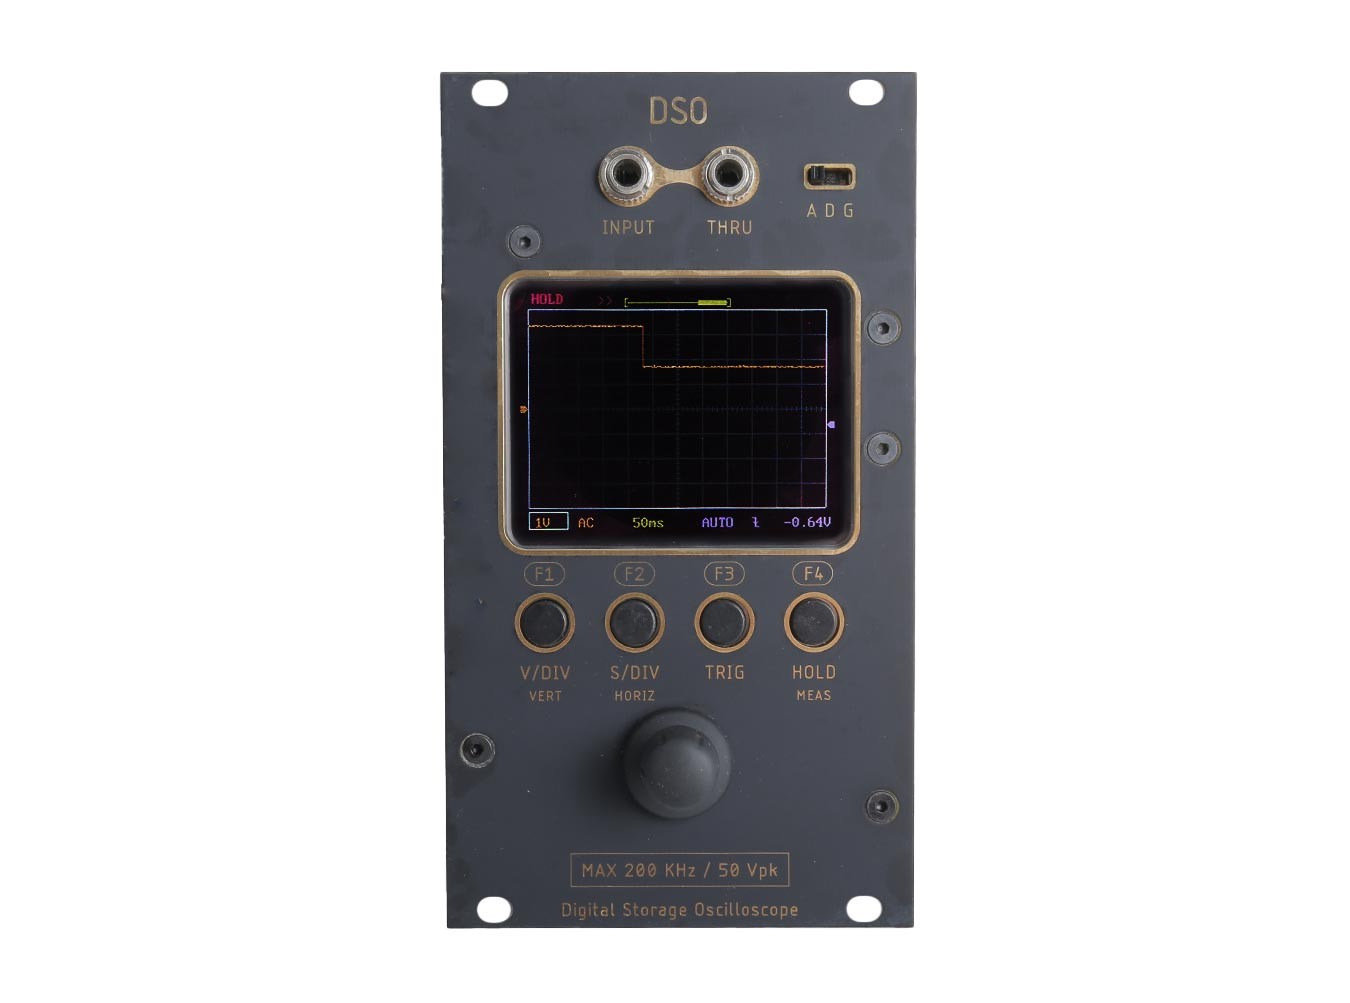 DSO
INPUT THRU A D G
HOLD >>
1V AC 50ms AUTO -0.64V
F1 F2 F3 F4
V/DIV S/DIV TRIG HOLD
VERT HORIZ MEAS
MAX 200 KHz / 50 Vpk
Digital Storage Oscilloscope